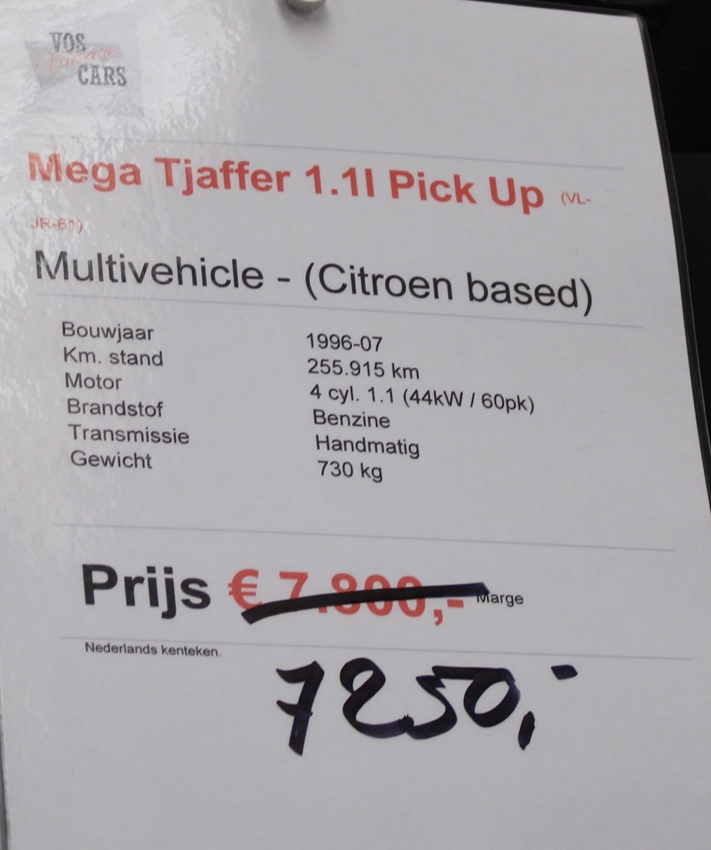 VOS
CARS
Mega Tjaffer 1.1l Pick Up (VL-
JR-61)
Multivehicle - (Citroen based)
Bouwjaar 1996-07
Km. stand 255.915 km
Motor 4 cyl. 1.1 (44kW / 60pk)
Brandstof Benzine
Transmissie Handmatig
Gewicht 730 kg
Prijs € 7.800,- Marge
Nederlands kenteken.
7250,-